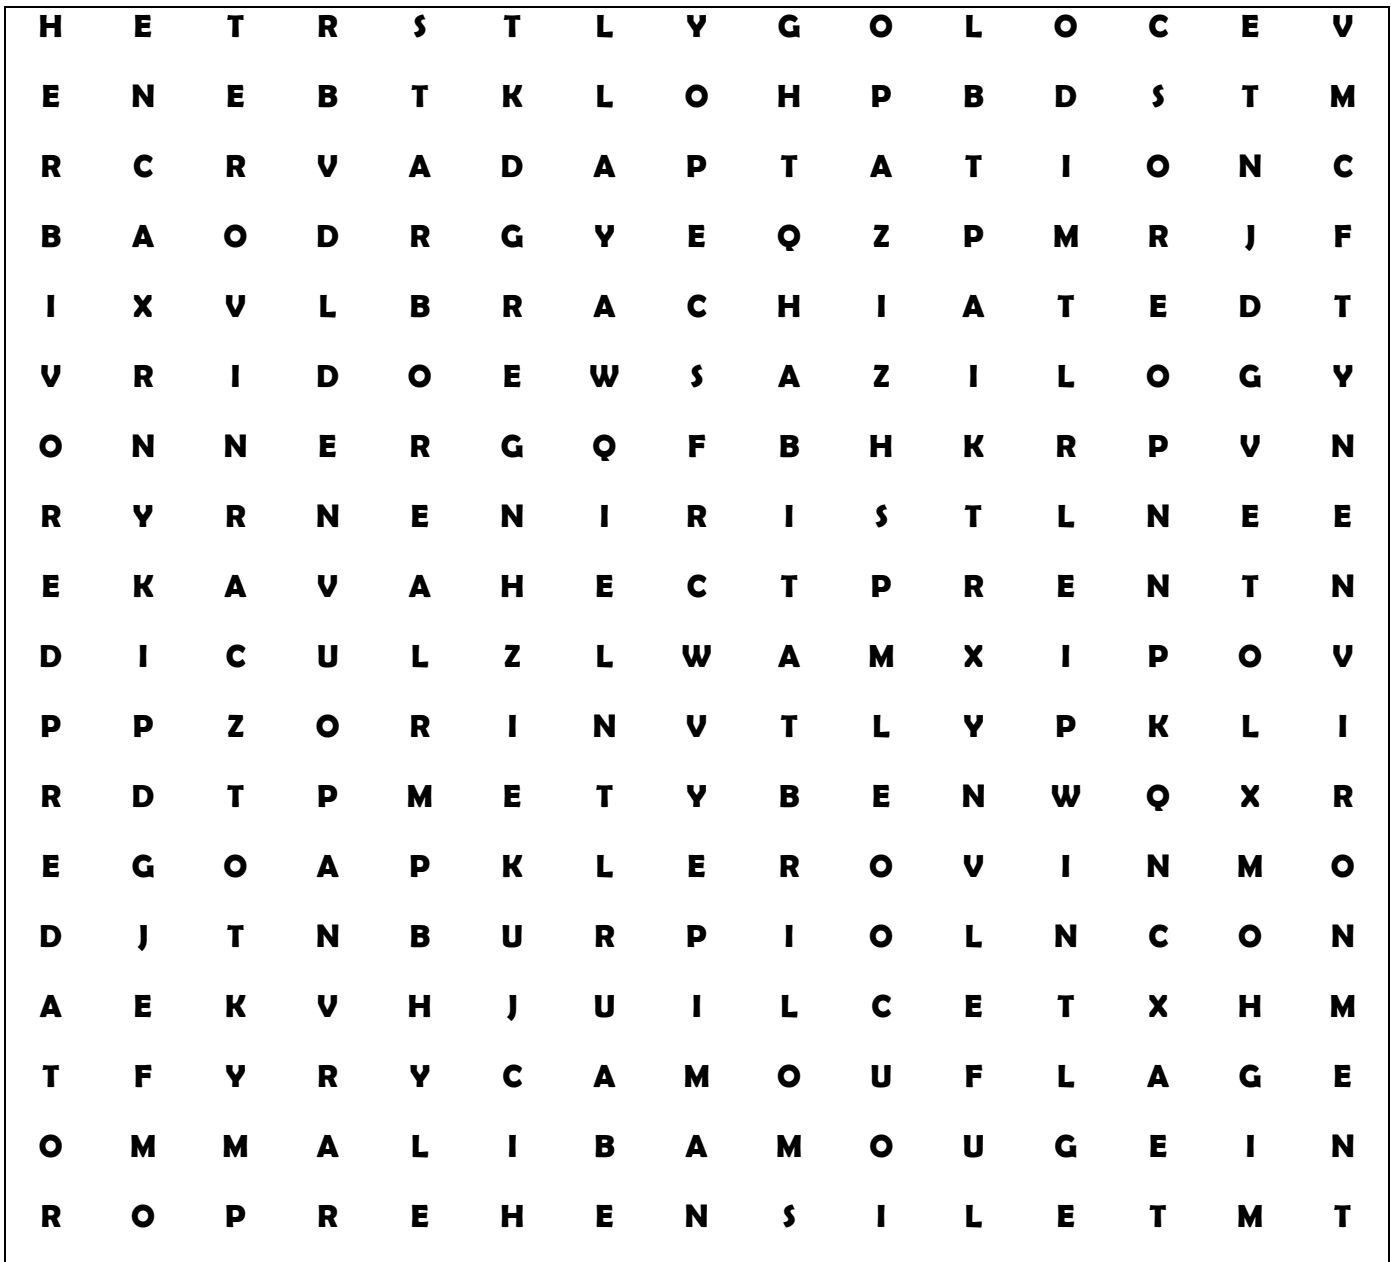 H E T R S T L Y G O L O C E V
E N E B T K L O H P B D S T M
R C R V A D A P T A T I O N C
B A O D R G Y E Q Z P M R J F
I X V L B R A C H I A T E D T
V R I D O E W S A Z I L O G Y
O N N E R G Q F B H K R P V N
R Y R N E N I R I S T L N E E
E K A V A H E C T P R E N T N
D I C U L Z L W A M X I P O V
P P Z O R I N V T L Y P K L I
R D T P M E T Y B E N W Q X R
E G O A P K L E R O V I N M O
D J T N B U R P I O L N C O N
A E K V H J U I L C E T X H M
T F Y R Y C A M O U F L A G E
O M M A L I B A M O U G E I N
R O P R E H E N S I L E T M T